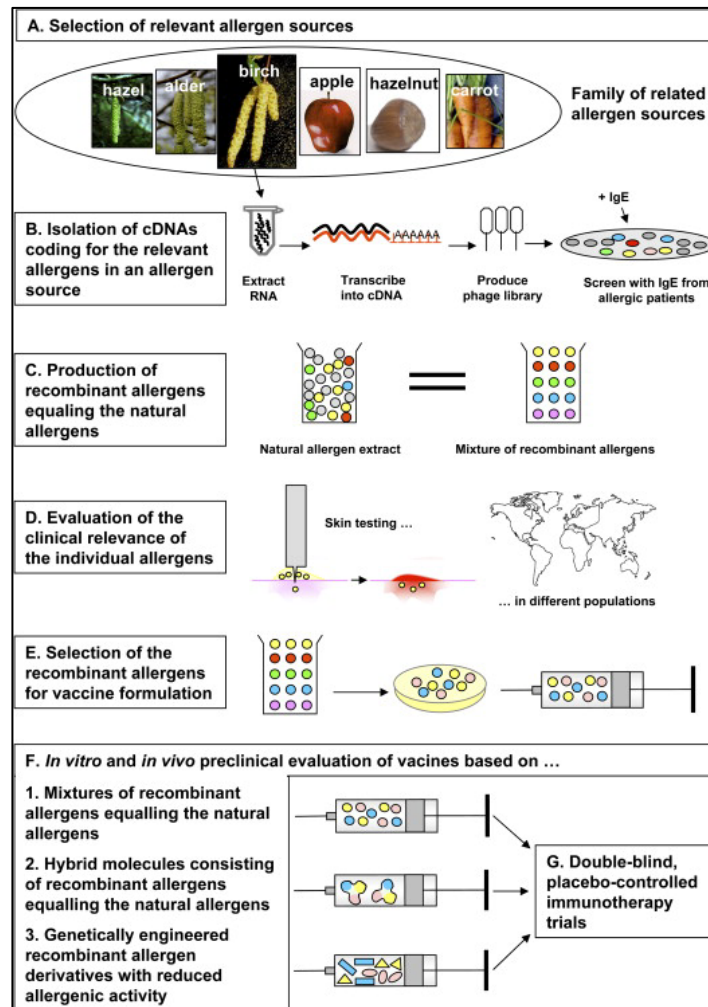 A. Selection of relevant allergen sources
hazel
alder
birch
apple
hazelnut
carrot
Family of related
allergen sources
B. Isolation of cDNAs
coding for the relevant
allergens in an allergen
source
Extract
RNA
AAAAAA
Transcribe
into cDNA
Produce
phage library
+ IgE
Screen with IgE from
allergic patients
C. Production of
recombinant allergens
equaling the natural
allergens
Natural allergen extract
Mixture of recombinant allergens
D. Evaluation of the
clinical relevance of
the individual allergens
Skin testing ...
... in different populations
E. Selection of the
recombinant allergens
for vaccine formulation
F. In vitro and in vivo preclinical evaluation of vacines based on ...
1. Mixtures of recombinant
allergens equalling the natural
allergens
2. Hybrid molecules consisting
of recombinant allergens
equalling the natural allergens
3. Genetically engineered
recombinant allergen
derivatives with reduced
allergenic activity
G. Double-blind,
placebo-controlled
immunotherapy
trials